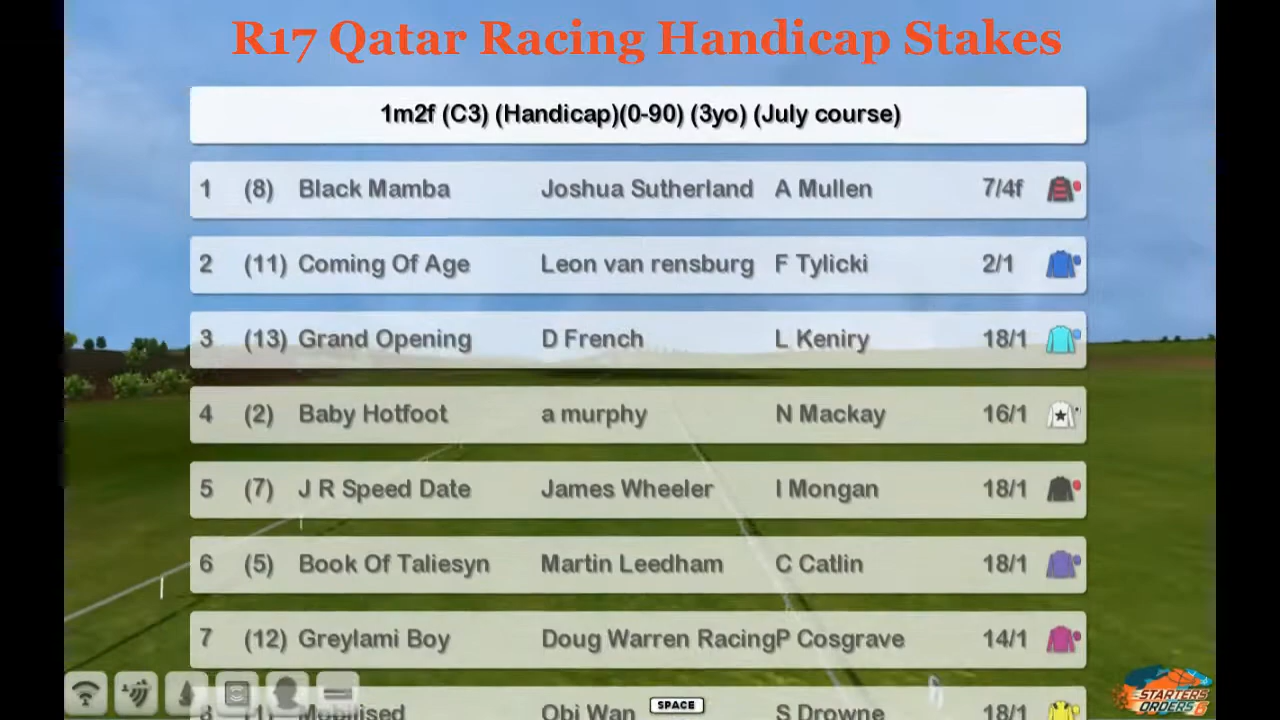 R17 Qatar Racing Handicap Stakes
1m2f (C3) (Handicap)(0-90) (3yo) (July course)
1 (8) Black Mamba Joshua Sutherland A Mullen 7/4f
2 (11) Coming Of Age Leon van rensburg F Tylicki 2/1
3 (13) Grand Opening D French L Keniry 18/1
4 (2) Baby Hotfoot a murphy N Mackay 16/1
5 (7) J R Speed Date James Wheeler I Mongan 18/1
6 (5) Book Of Taliesyn Martin Leedham C Catlin 18/1
7 (12) Greylami Boy Doug Warren RacingP Cosgrave 14/1
8 (1) Mobilised Obi Wan S Drowne 18/1
SPACE
STARTERS
ORDERS 6